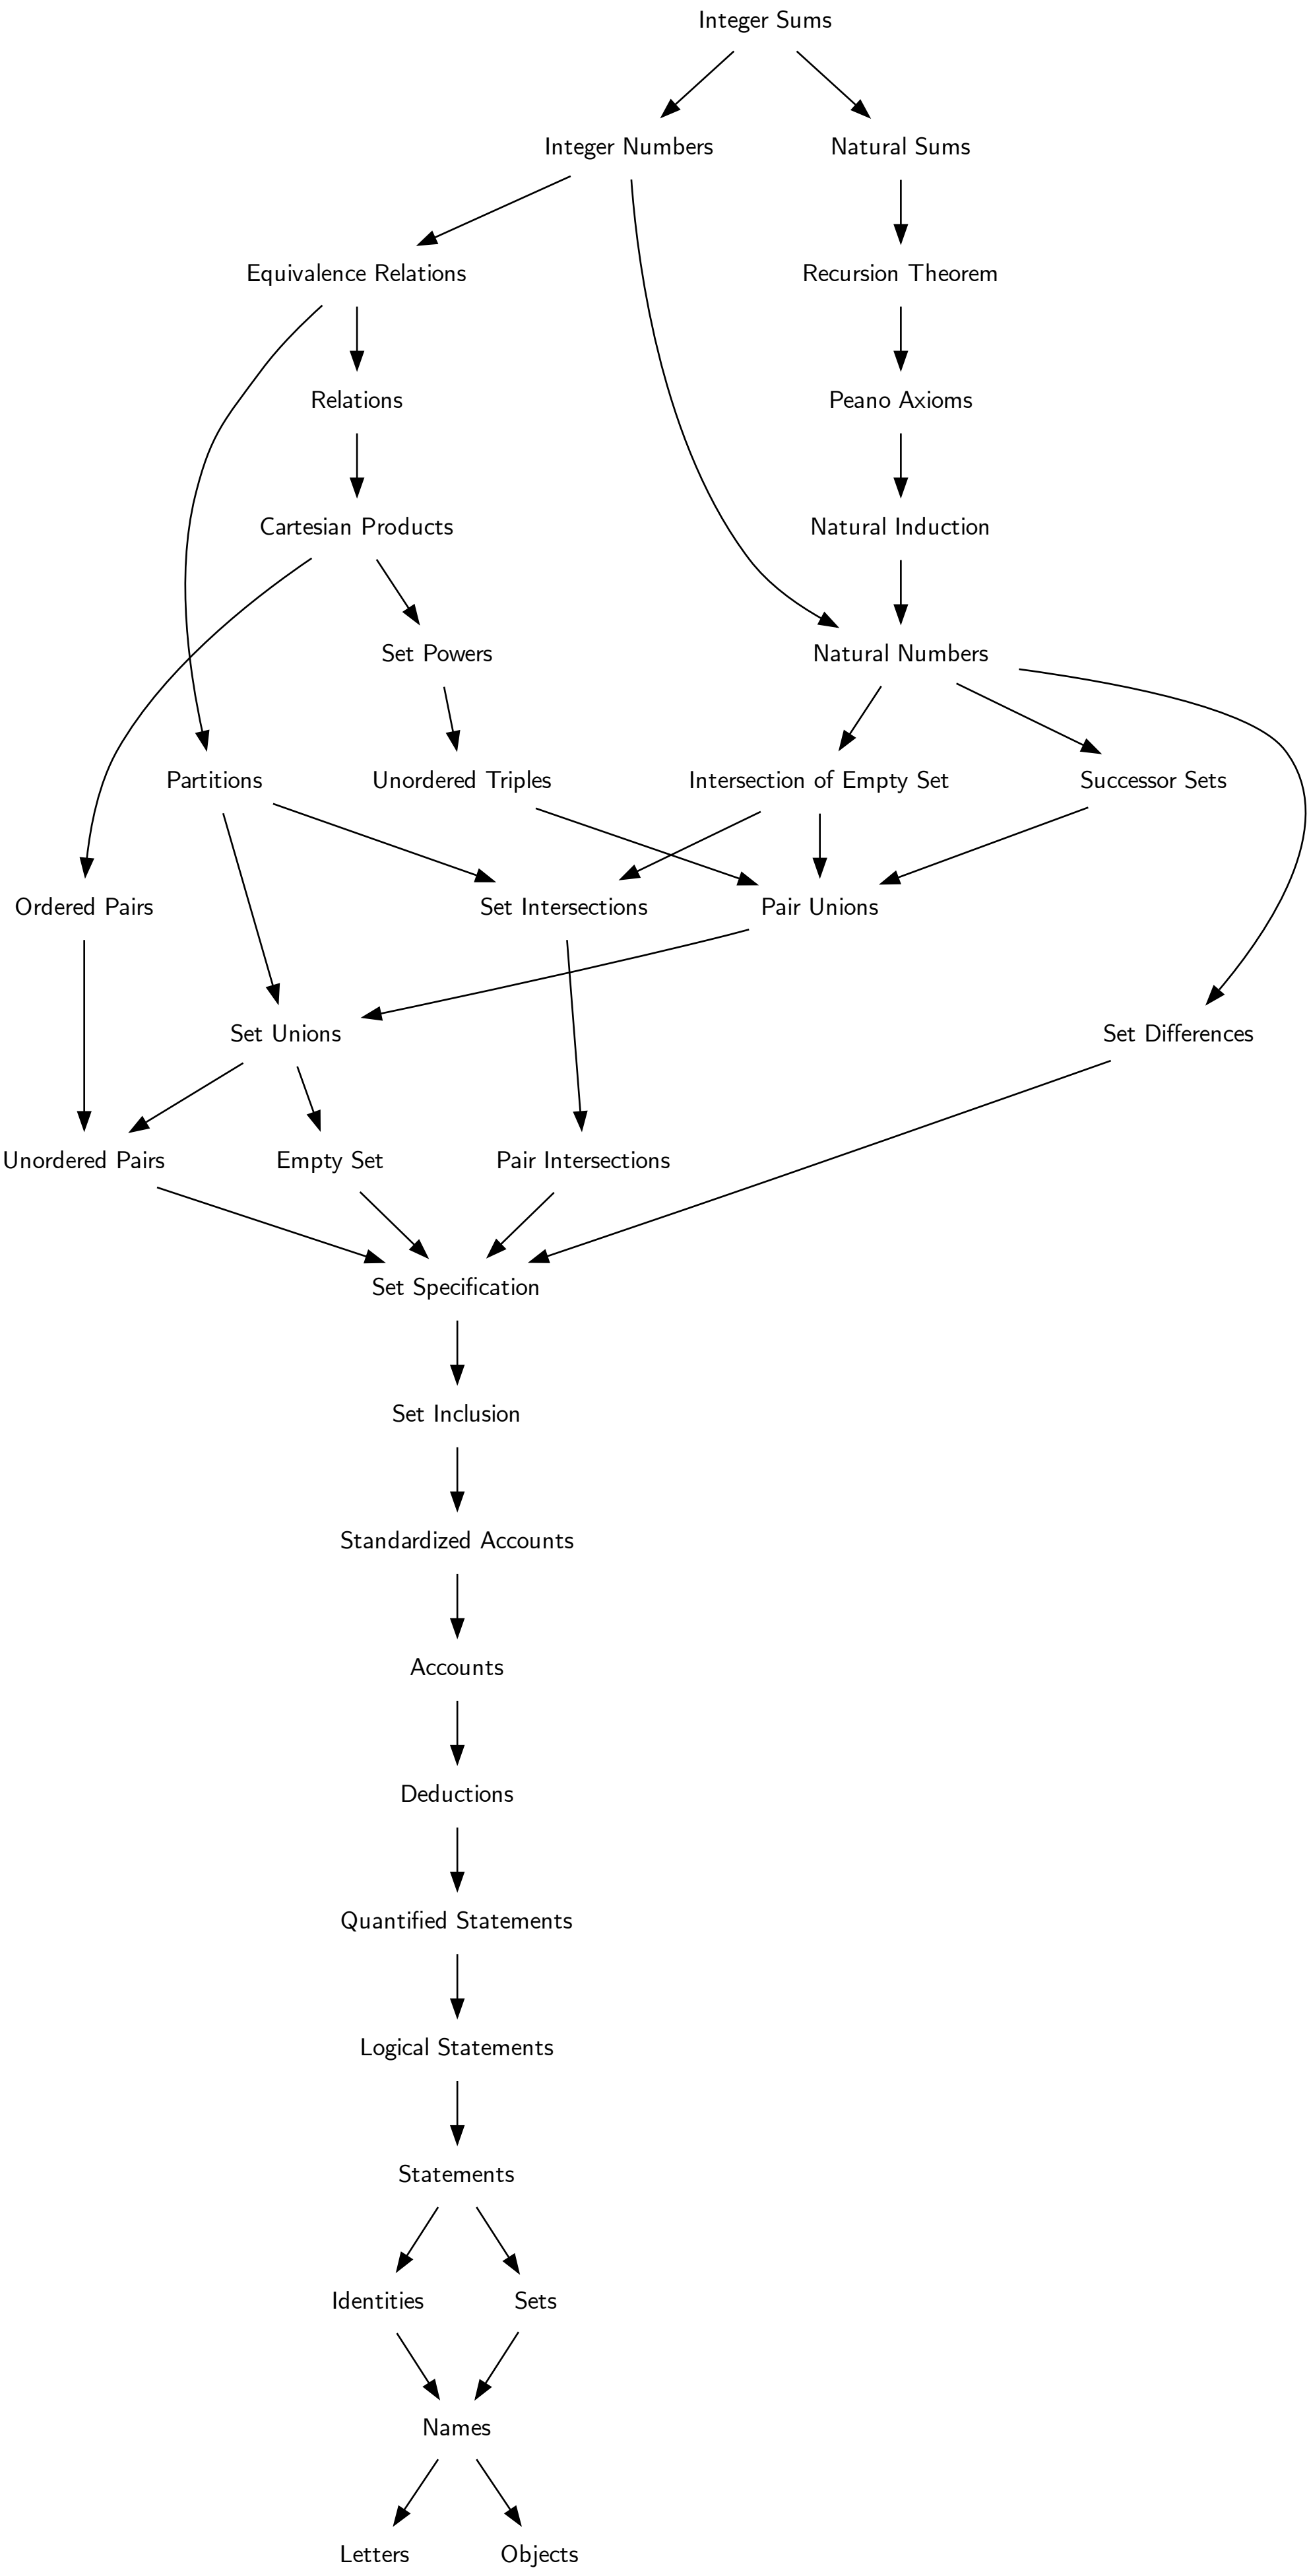 Integer Sums
Integer Numbers
Natural Sums
Equivalence Relations
Recursion Theorem
Relations
Peano Axioms
Cartesian Products
Natural Induction
Set Powers
Natural Numbers
Partitions
Unordered Triples
Intersection of Empty Set
Successor Sets
Ordered Pairs
Set Intersections
Pair Unions
Set Unions
Set Differences
Unordered Pairs
Empty Set
Pair Intersections
Set Specification
Set Inclusion
Standardized Accounts
Accounts
Deductions
Quantified Statements
Logical Statements
Statements
Identities
Sets
Names
Letters
Objects